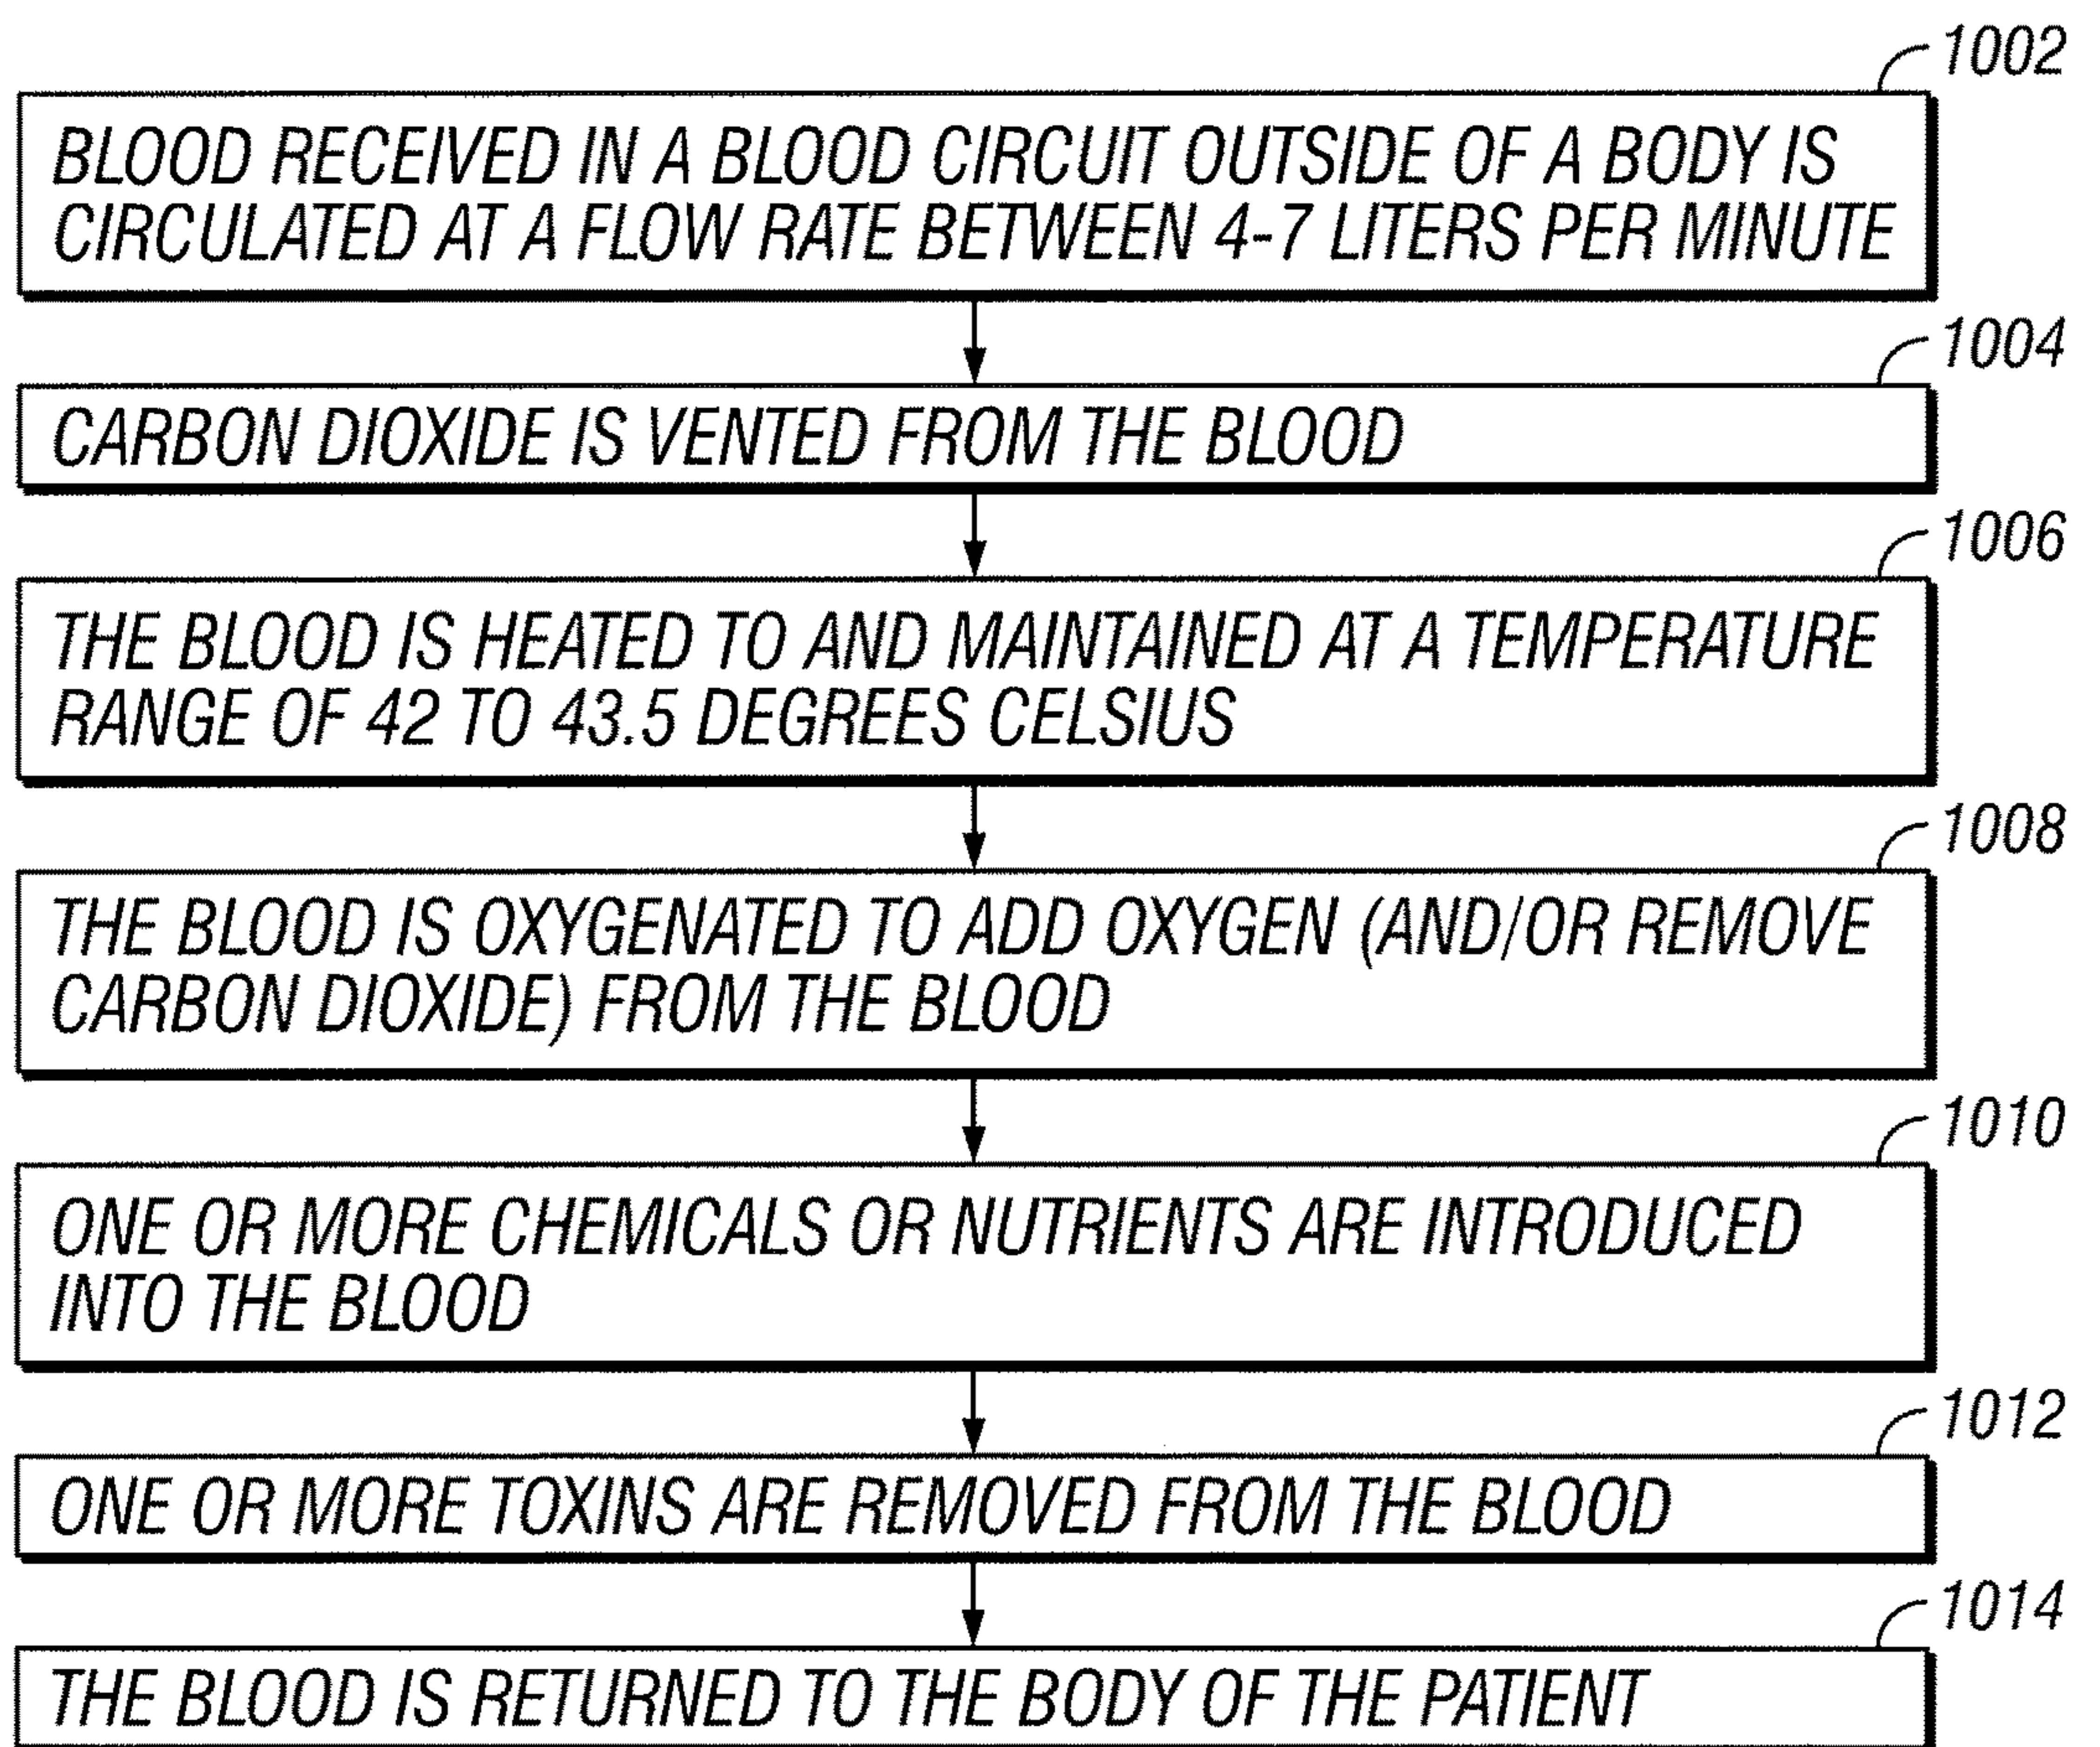 1002
BLOOD RECEIVED IN A BLOOD CIRCUIT OUTSIDE OF A BODY IS
CIRCULATED AT A FLOW RATE BETWEEN 4-7 LITERS PER MINUTE
1004
CARBON DIOXIDE IS VENTED FROM THE BLOOD
1006
THE BLOOD IS HEATED TO AND MAINTAINED AT A TEMPERATURE
RANGE OF 42 TO 43.5 DEGREES CELSIUS
1008
THE BLOOD IS OXYGENATED TO ADD OXYGEN (AND/OR REMOVE
CARBON DIOXIDE) FROM THE BLOOD
1010
ONE OR MORE CHEMICALS OR NUTRIENTS ARE INTRODUCED
INTO THE BLOOD
1012
ONE OR MORE TOXINS ARE REMOVED FROM THE BLOOD
1014
THE BLOOD IS RETURNED TO THE BODY OF THE PATIENT